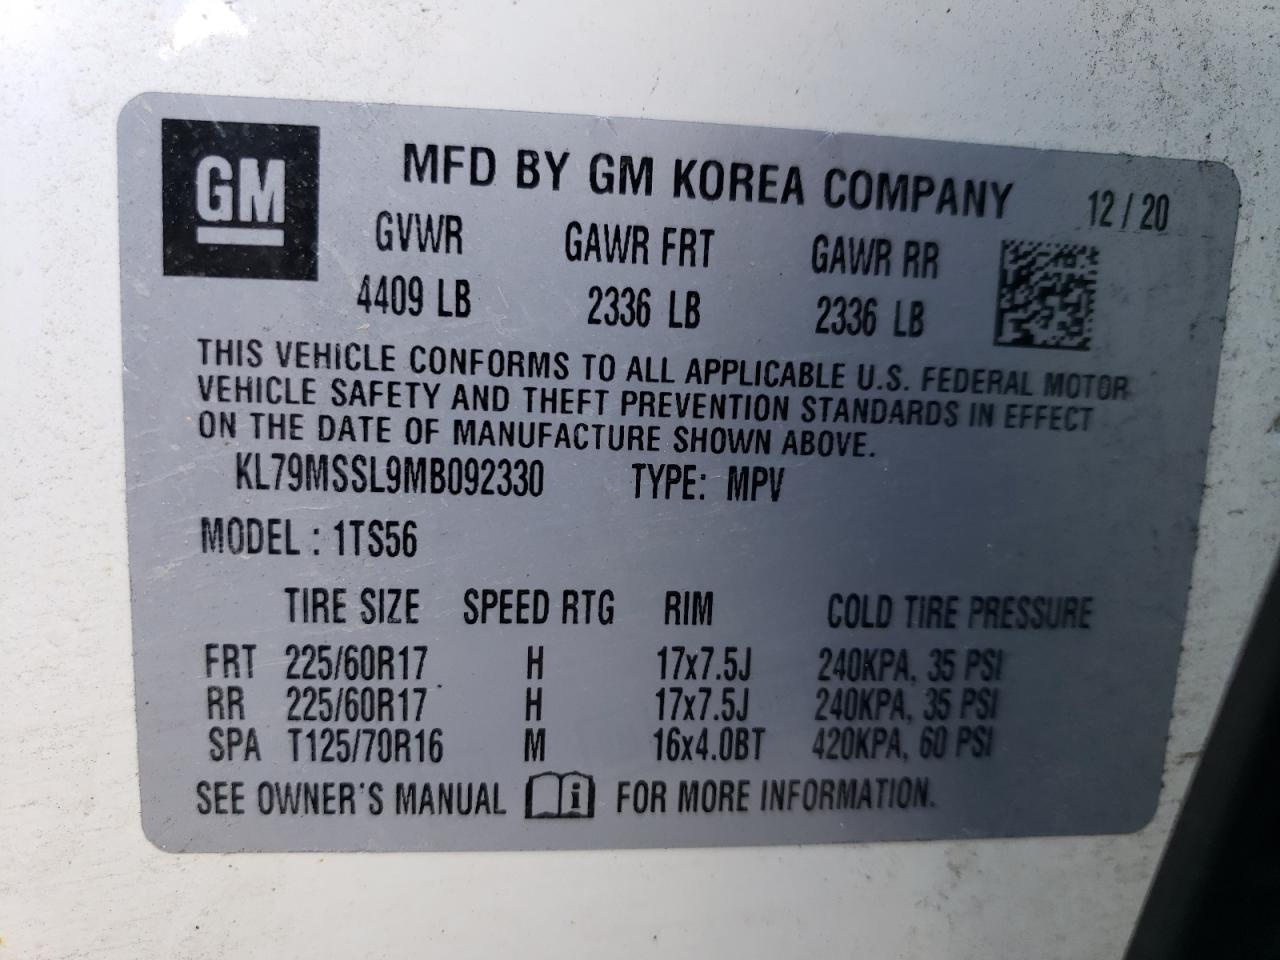 GM
MFD BY GM KOREA COMPANY 12/20
GVWR GAWR FRT GAWR RR
4409 LB 2336 LB 2336 LB
THIS VEHICLE CONFORMS TO ALL APPLICABLE U.S. FEDERAL MOTOR
VEHICLE SAFETY AND THEFT PREVENTION STANDARDS IN EFFECT
ON THE DATE OF MANUFACTURE SHOWN ABOVE.
KL79MSSL9MB092330 TYPE: MPV
MODEL : 1TS56
TIRE SIZE SPEED RTG RIM COLD TIRE PRESSURE
FRT 225/60R17 H 17x7.5J 240KPA, 35 PSI
RR 225/60R17 H 17x7.5J 240KPA, 35 PSI
SPA T125/70R16 M 16x4.0BT 420KPA, 60 PSI
SEE OWNER'S MANUAL i FOR MORE INFORMATION.